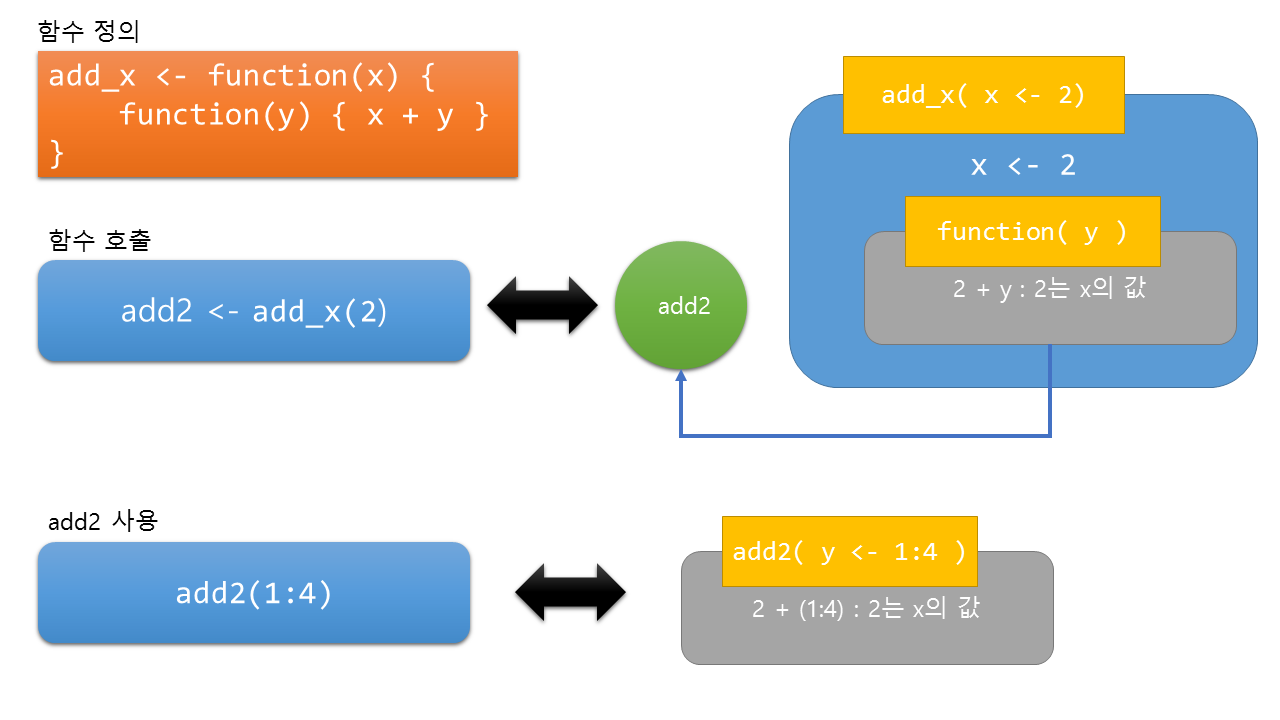 함수 정의
add_x <- function(x) {
    function(y) { x + y }
}
함수 호출
add2 <- add_x(2)
add2
add_x( x <- 2)
x <- 2
function( y )
2 + y : 2는 x의 값
add2 사용
add2(1:4)
add2( y <- 1:4 )
2 + (1:4) : 2는 x의 값